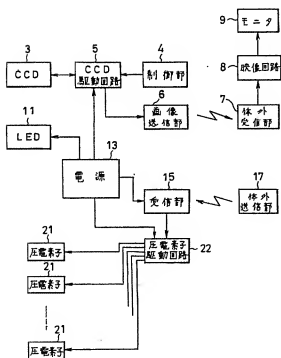 9
モニタ
3
5
4
8
CCD
CCD
駆動回路
制御部
映像回路
11
6
7
LED
画像
送信部
体外
受信部
13
電源
15
17
受信部
体外
送信部
21
圧電素子
圧電素子
駆動回路
22
21
圧電素子
21
圧電素子